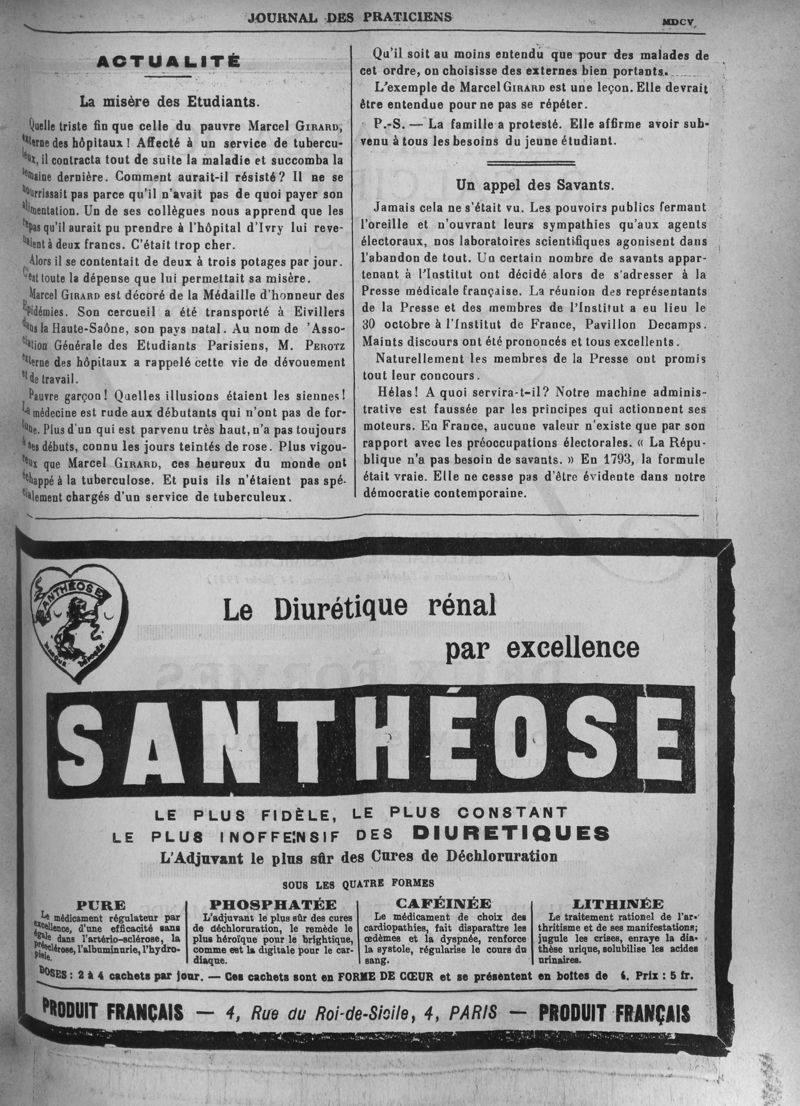 JOURNAL DES PRATICIENS
MDCV
ACTUALITÉ
La misère des Etudiants.
Quelle triste fin que celle du pauvre Marcel GIRARD,
externe des hôpitaux ! Affecté à un service de tubercu-
leux, il contracta tout de suite la maladie et succomba la
semaine dernière. Comment aurait-il résisté? Il ne se
nourrissait pas parce qu'il n'avait pas de quoi payer son
alimentation. Un de ses collègues nous apprend que les
repas qu'il aurait pu prendre à l'hôpital d'Ivry lui reve-
naient à deux francs. C'était trop cher.
Alors il se contentait de deux à trois potages par jour.
C'est toute la dépense que lui permettait sa misère.
Marcel GIRARD est décoré de la Médaille d'honneur des
Epidémies. Son cercueil a été transporté à Eivillers
dans la Haute-Saône, son pays natal. Au nom de 'Asso-
ciation Générale des Etudiants Parisiens, M. PEROTZ
externe des hôpitaux a rappelé cette vie de dévouement
et de travail.
Pauvre garçon! Quelles illusions étaient les siennes!
La médecine est rude aux débutants qui n'ont pas de for-
tune. Plus d'un qui est parvenu très haut, n'a pas toujours
à ses débuts, connu les jours teintés de rose. Plus vigou-
reux que Marcel GIRARD, ces heureux du monde ont
échappé à la tuberculose. Et puis ils n'étaient pas spé-
cialement chargés d'un service de tuberculeux.
Qu'il soit au moins entendu que pour des malades de
cet ordre, on choisisse des externes bien portants.
L'exemple de Marcel GIRARD est une leçon. Elle devrait
être entendue pour ne pas se répéter.
P.-S. — La famille a protesté. Elle affirme avoir sub-
venu à tous les besoins du jeune étudiant.
Un appel des Savants.
Jamais cela ne s'était vu. Les pouvoirs publics fermant
l'oreille et n'ouvrant leurs sympathies qu'aux agents
électoraux, nos laboratoires scientifiques agonisent dans
l'abandon de tout. Un certain nombre de savants appar-
tenant à l'Institut ont décidé alors de s'adresser à la
Presse médicale française. La réunion des représentants
de la Presse et des membres de l'Institut a eu lieu le
30 octobre à l'Institut de France, Pavillon Decamps.
Maints discours ont été prononcés et tous excellents.
Naturellement les membres de la Presse ont promis
tout leur concours.
Hélas! A quoi servira-t-il? Notre machine adminis-
trative est faussée par les principes qui actionnent ses
moteurs. En France, aucune valeur n'existe que par son
rapport avec les préoccupations électorales. « La Répu-
blique n'a pas besoin de savants. » En 1793, la formule
était vraie. Elle ne cesse pas d'être évidente dans notre
démocratie contemporaine.
SANTHÉOSE
Marque Déposée
Le Diurétique rénal
par excellence
SANTHÉOSE
LE PLUS FIDÈLE, LE PLUS CONSTANT
LE PLUS INOFFENSIF DES DIURETIQUES
L'Adjuvant le plus sûr des Cures de Déchloruration
SOUS LES QUATRE FORMES
PURE
Le médicament régulateur par
excellence, d'une efficacité sans
égale dans l'artério-sclérose, la
présclérose, l'albuminurie, l'hydro-
pisie.
PHOSPHATÉE
L'adjuvant le plus sûr des cures
de déchloruration, le remède le
plus héroïque pour le brightique,
comme est la digitale pour le car-
diaque.
CAFÉINÉE
Le médicament de choix des
cardiopathies, fait disparaître les
œdèmes et la dyspnée, renforce
la systole, régularise le cours du
sang.
LITHINÉE
Le traitement rationel de l'ar-
thritisme et de ses manifestations;
jugule les crises, enraye la dia-
thèse urique, solubilise les acides
urinaires.
DOSES : 2 à 4 cachets par jour. — Ces cachets sont en FORME DE CŒUR et se présentent en boîtes de Prix : 5 fr.
PRODUIT FRANÇAIS — 4, Rue du Roi-de-Sicile, 4, PARIS — PRODUIT FRANÇAIS